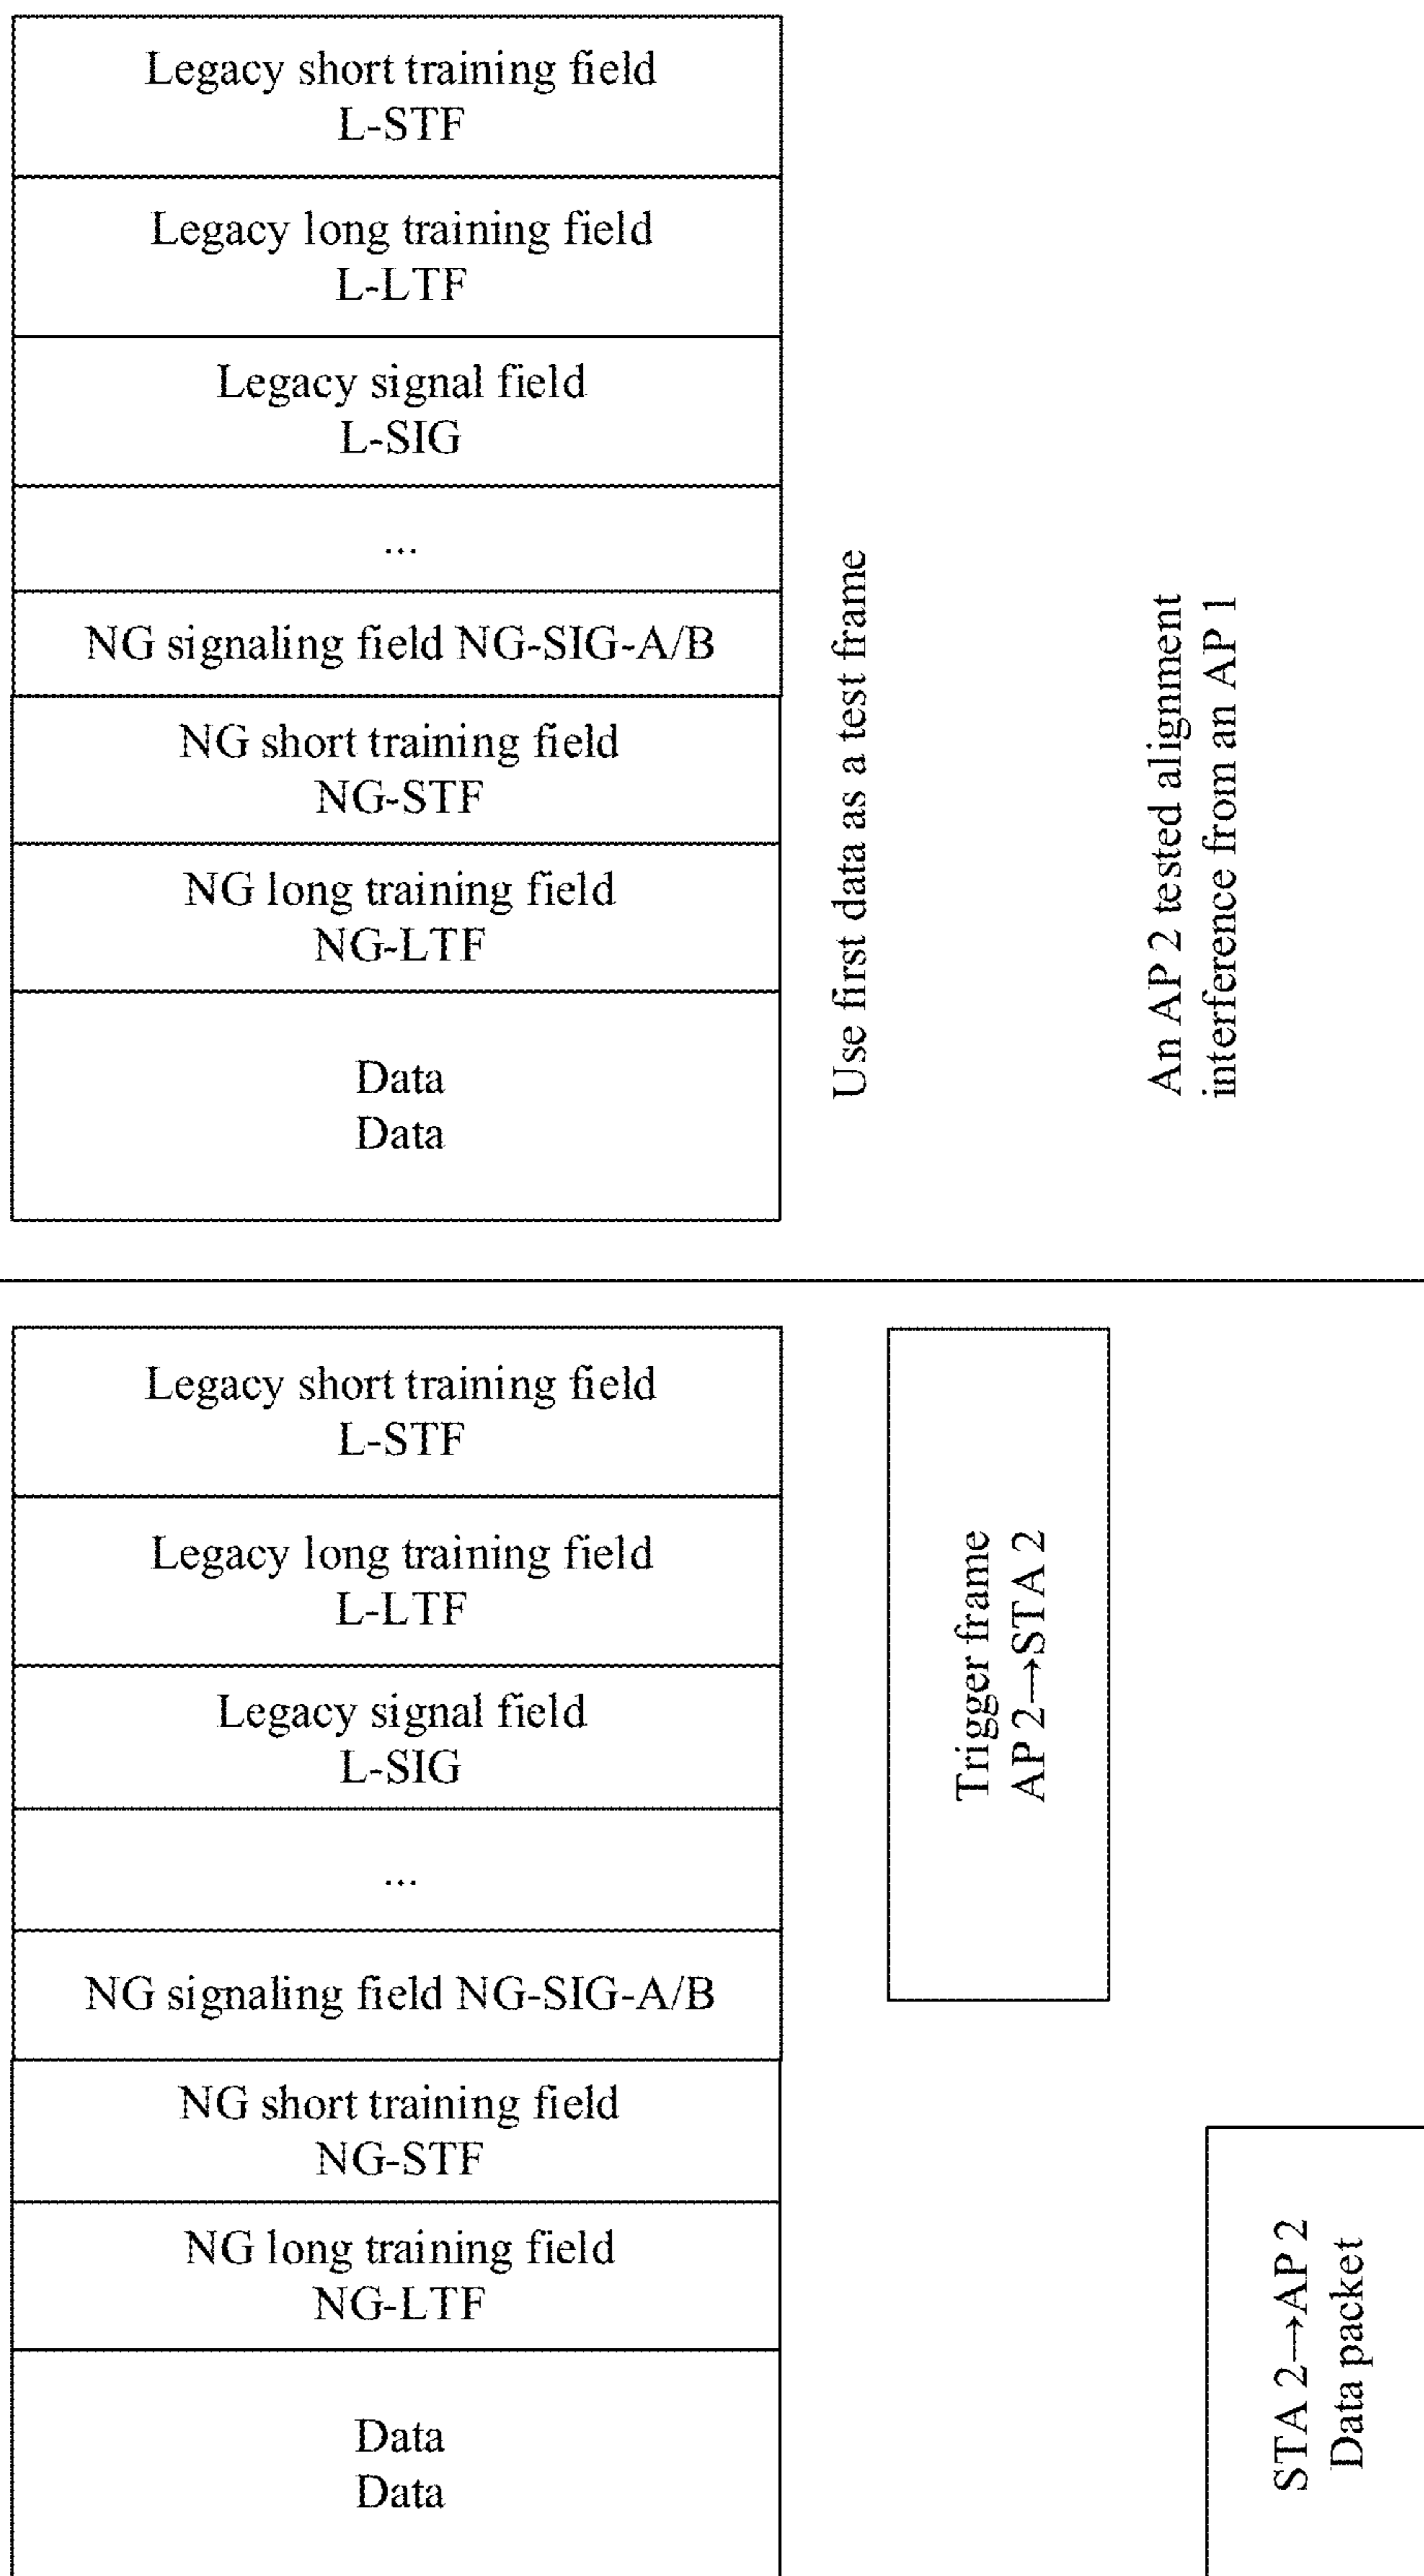 Legacy short training field
L-STF
Legacy long training field
L-LTF
Legacy signal field
L-SIG
...
NG signaling field NG-SIG-A/B
NG short training field
NG-STF
NG long training field
NG-LTF
Data
Data
Use first data as a test frame
An AP 2 tested alignment
interference from an AP 1
Legacy short training field
L-STF
Legacy long training field
L-LTF
Legacy signal field
L-SIG
...
NG signaling field NG-SIG-A/B
NG short training field
NG-STF
NG long training field
NG-LTF
Data
Data
Trigger frame
AP 2→STA 2
STA 2→AP 2
Data packet